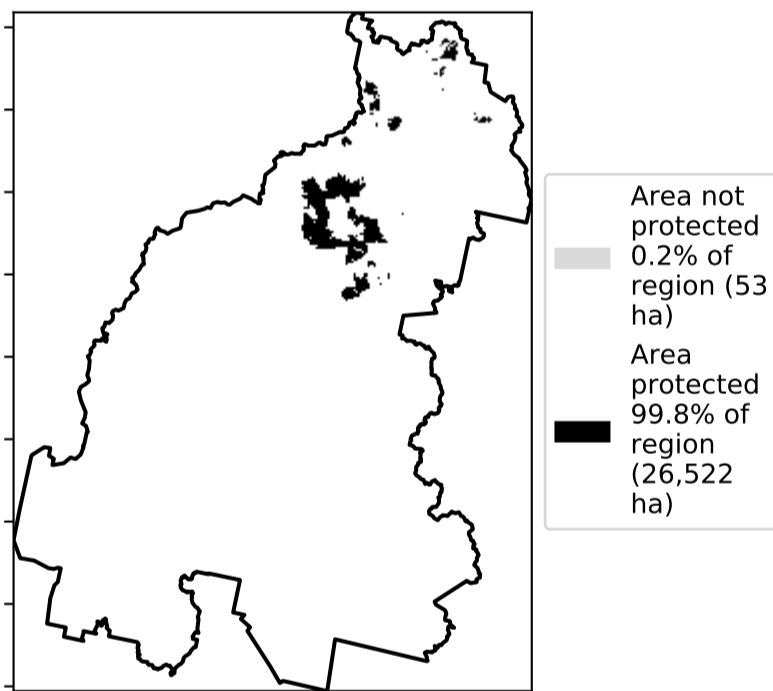 Area not
protected
0.2% of
region (53
ha)
Area
protected
99.8% of
region
(26,522
ha)